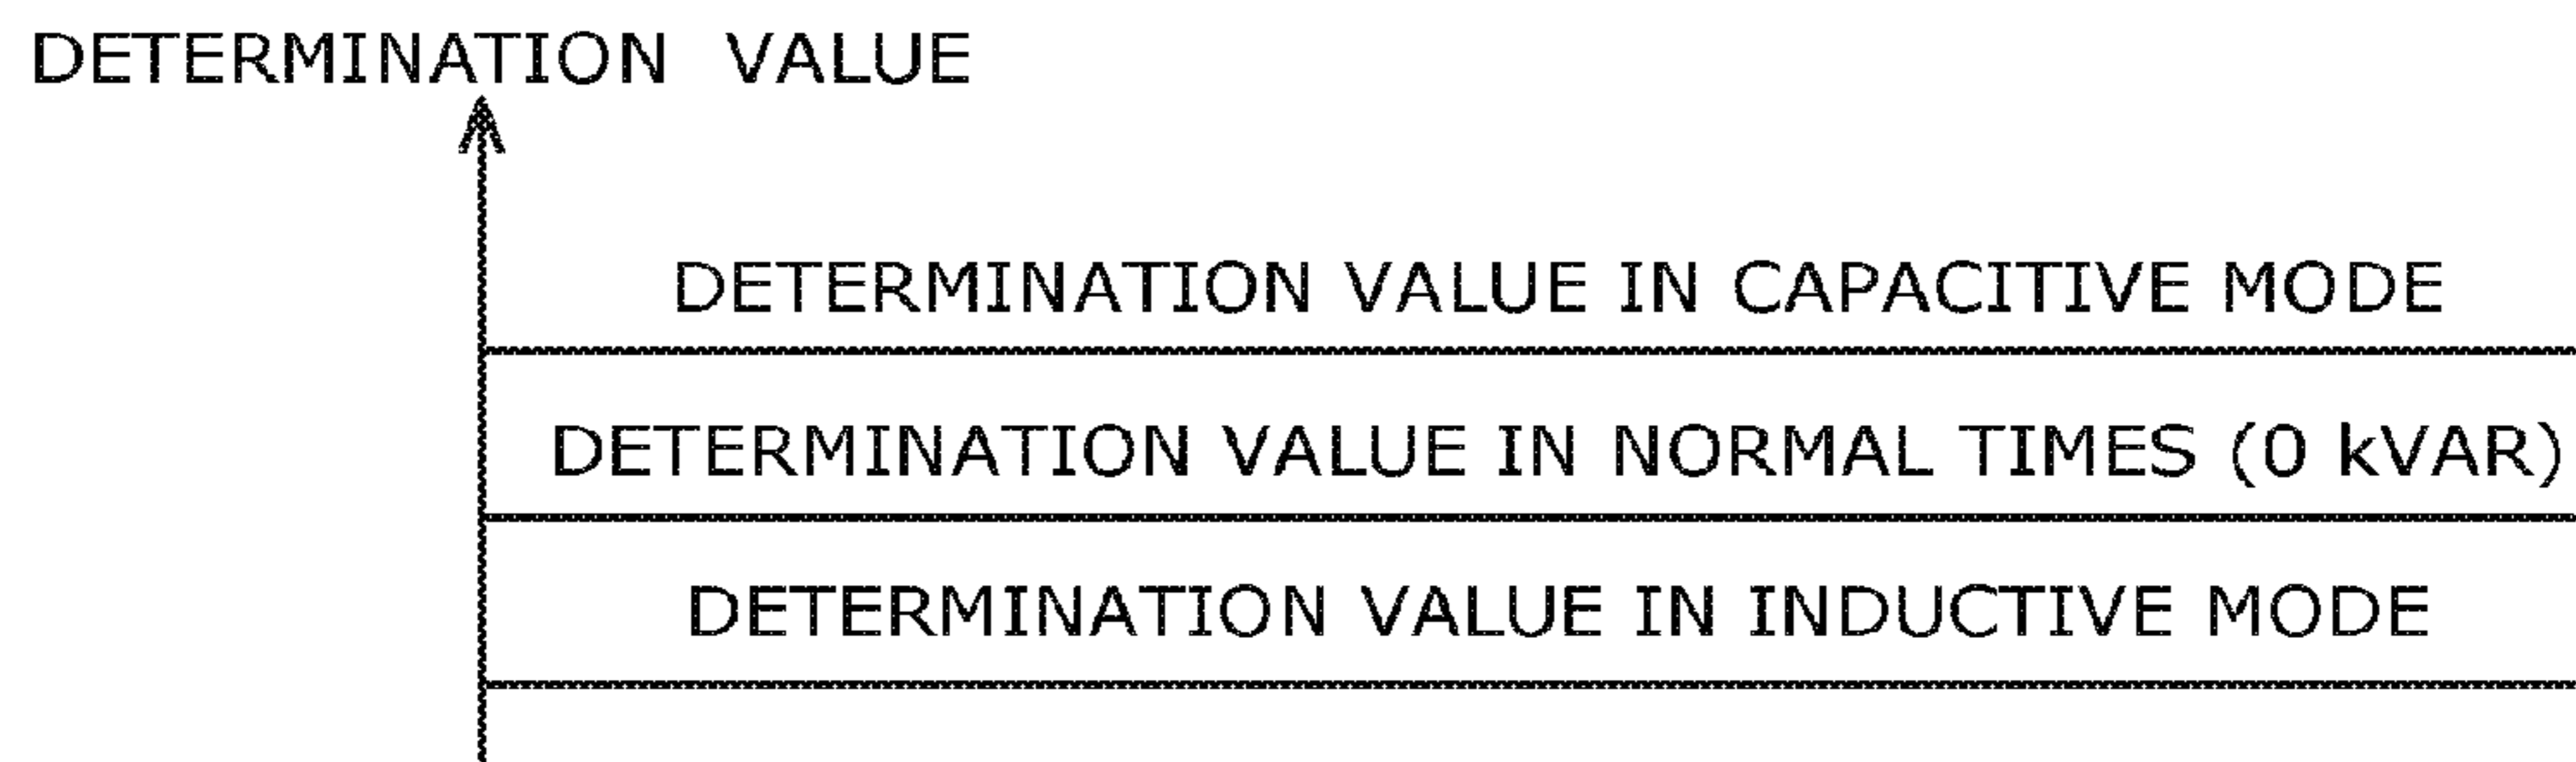 DETERMINATION VALUE
DETERMINATION VALUE IN CAPACITIVE MODE
DETERMINATION VALUE IN NORMAL TIMES (0 kVAR)
DETERMINATION VALUE IN INDUCTIVE MODE